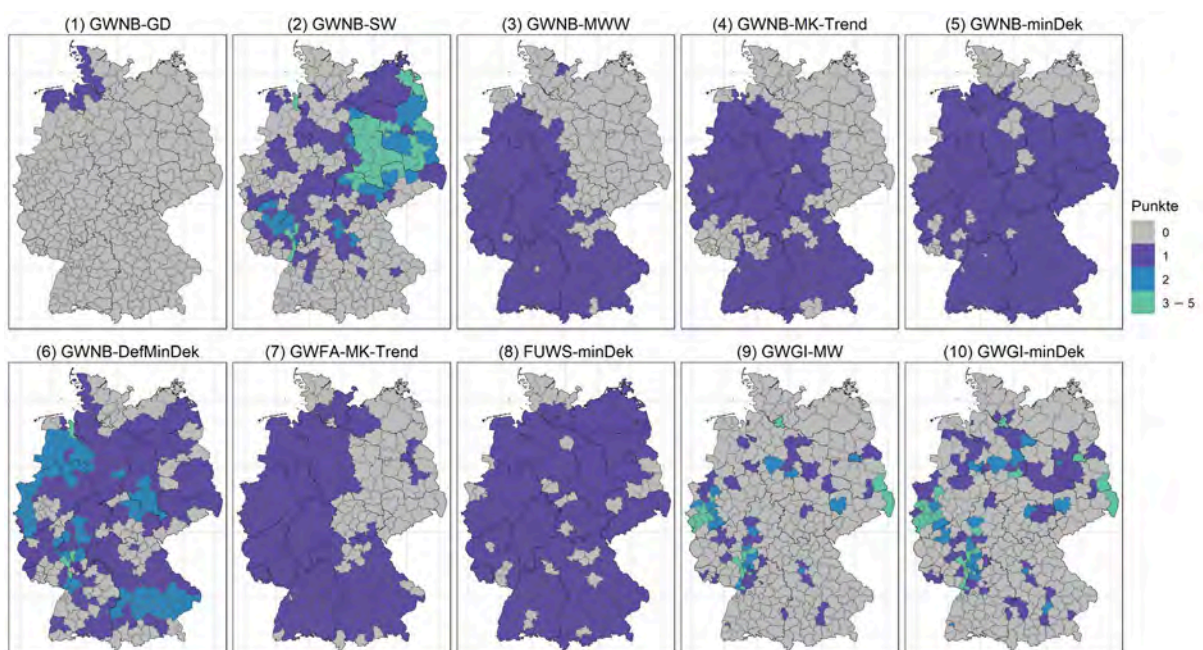 (1) GWNB-GD
(2) GWNB-SW
(3) GWNB-MWW
(4) GWNB-MK-Trend
(5) GWNB-minDek
Punkte
0
1
2
3 – 5
(6) GWNB-DefMinDek
(7) GWFA-MK-Trend
(8) FUWS-minDek
(9) GWGI-MW
(10) GWGI-minDek